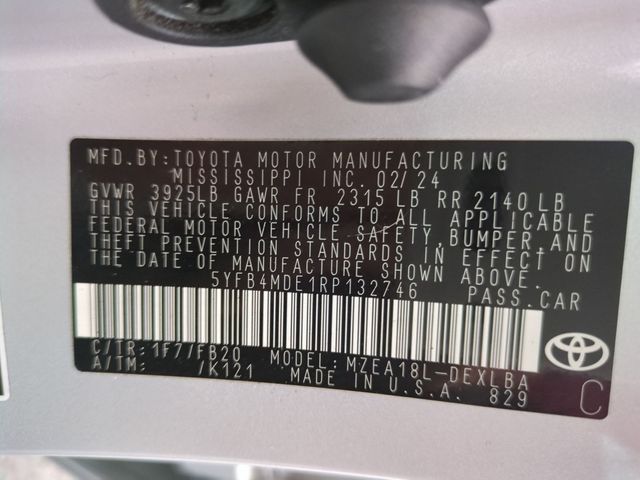 MFD.BY:TOYOTA MOTOR MANUFACTURING
MISSISSIPPI INC. 02/24
GVWR 3925LB GAWR FR 2315 LB RR 2140 LB
THIS VEHICLE CONFORMS TO ALL APPLICABLE
FEDERAL MOTOR VEHICLE SAFETY, BUMPER, AND
THEFT PREVENTION STANDARDS IN EFFECT ON
THE DATE OF MANUFACTURE SHOWN ABOVE.
5YFB4MDE1RP132746 PASS.CAR
C/TR: 1F7/FB20 MODEL: MZEA18L-DEXLBA
A/TM: /K121 MADE IN U.S.A. 829
C